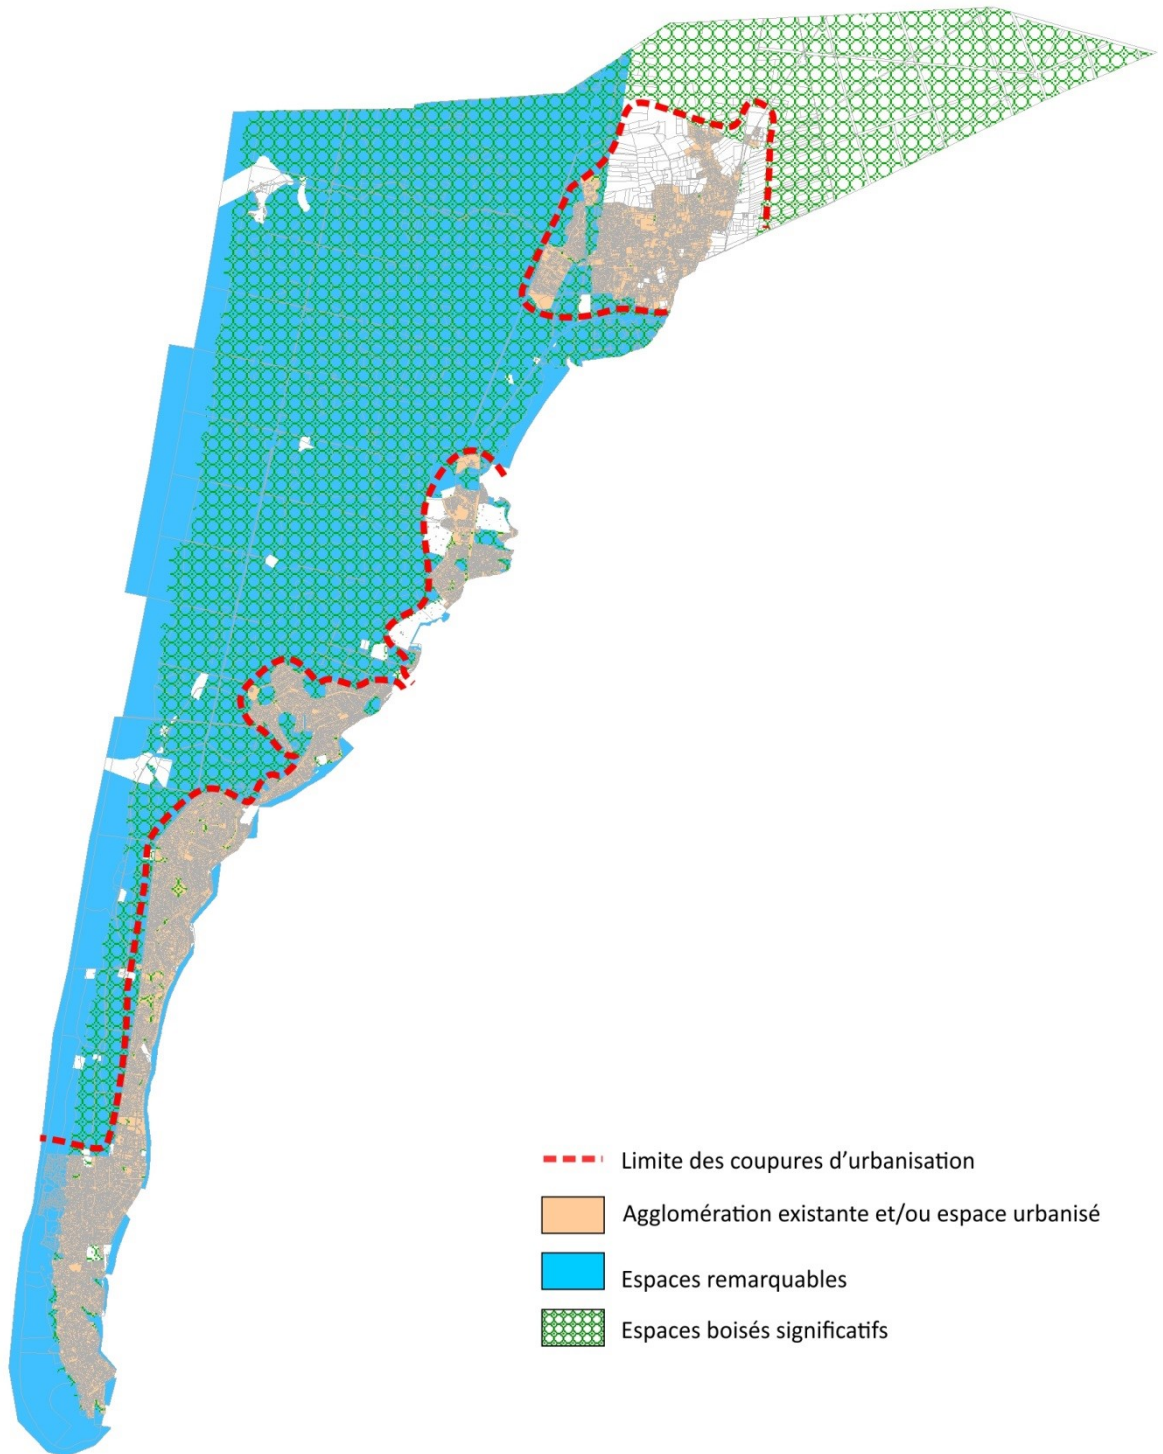 Limite des coupures d’urbanisation
Agglomération existante et/ou espace urbanisé
Espaces remarquables
Espaces boisés significatifs